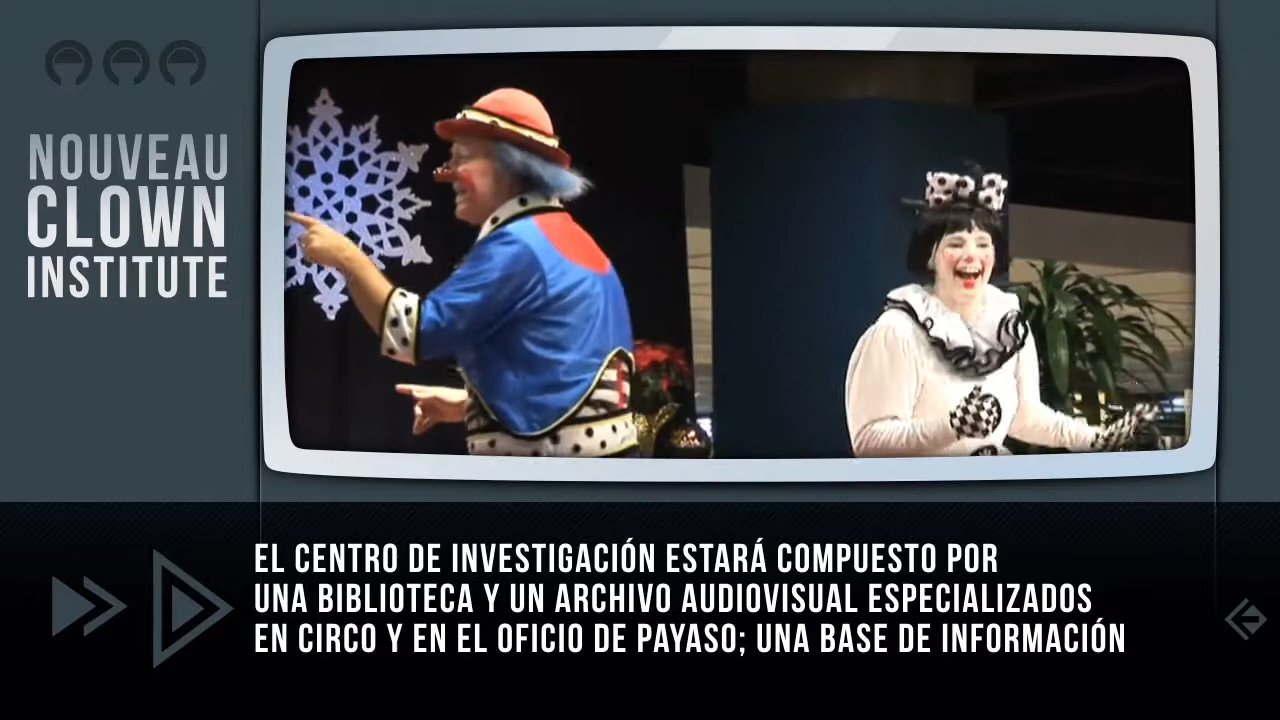 NOUVEAU
CLOWN
INSTITUTE
EL CENTRO DE INVESTIGACIÓN ESTARÁ COMPUESTO POR
UNA BIBLIOTECA Y UN ARCHIVO AUDIOVISUAL ESPECIALIZADOS
EN CIRCO Y EN EL OFICIO DE PAYASO; UNA BASE DE INFORMACIÓN